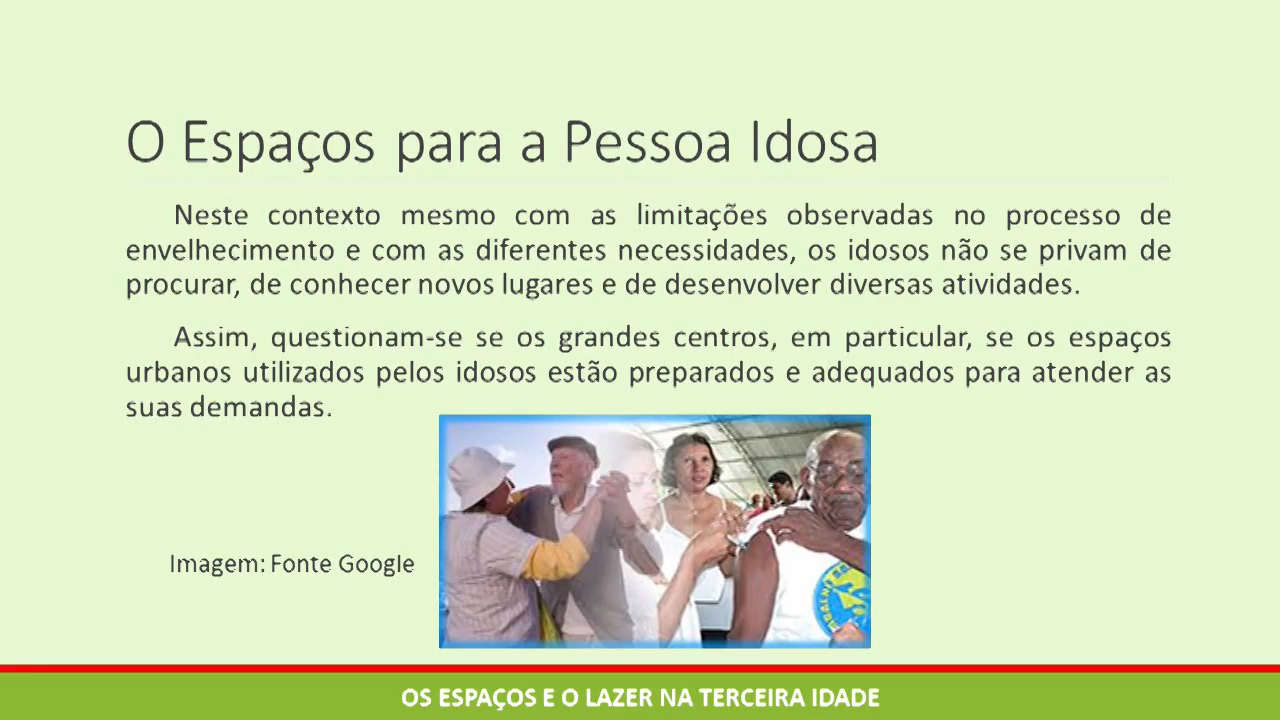 O Espaços para a Pessoa Idosa
Neste contexto mesmo com as limitações observadas no processo de
envelhecimento e com as diferentes necessidades, os idosos não se privam de
procurar, de conhecer novos lugares e de desenvolver diversas atividades.
Assim, questionam-se se os grandes centros, em particular, se os espaços
urbanos utilizados pelos idosos estão preparados e adequados para atender as
suas demandas.
Imagem: Fonte Google
OS ESPAÇOS E O LAZER NA TERCEIRA IDADE